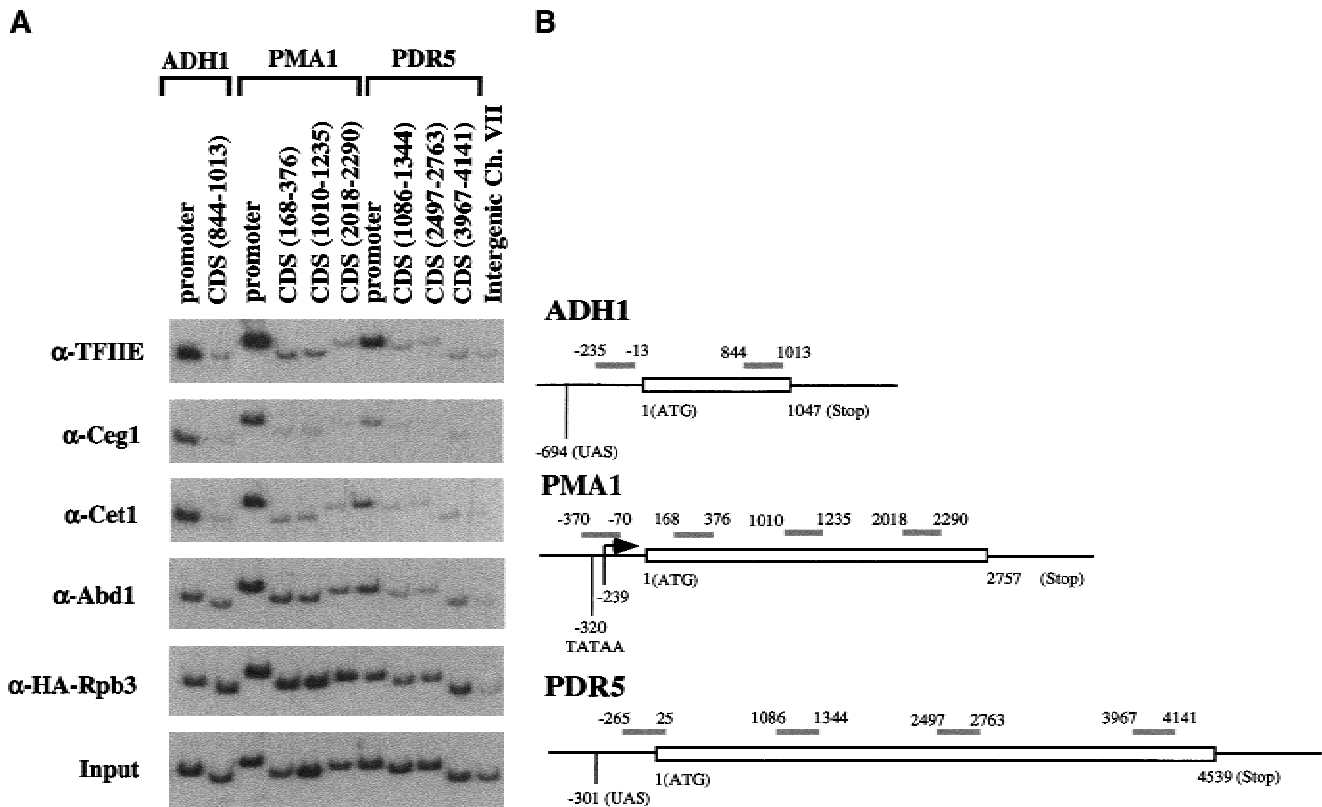 A
ADH1 PMA1 PDR5
promoter
CDS (844-1013)
promoter
CDS (168-376)
CDS (1010-1235)
CDS (2018-2290)
promoter
CDS (1086-1344)
CDS (2497-2763)
CDS (3967-4141)
Intergenic Ch. VII
α-TFIIE
α-Ceg1
α-Cet1
α-Abd1
α-HA-Rpb3
Input
B
ADH1
-235 -13 844 1013
1(ATG) 1047 (Stop)
-694 (UAS)
PMA1
-370 -70 168 376 1010 1235 2018 2290
1(ATG) 2757 (Stop)
-239
-320
TATAA
PDR5
-265 25 1086 1344 2497 2763 3967 4141
1(ATG) 4539 (Stop)
-301 (UAS)